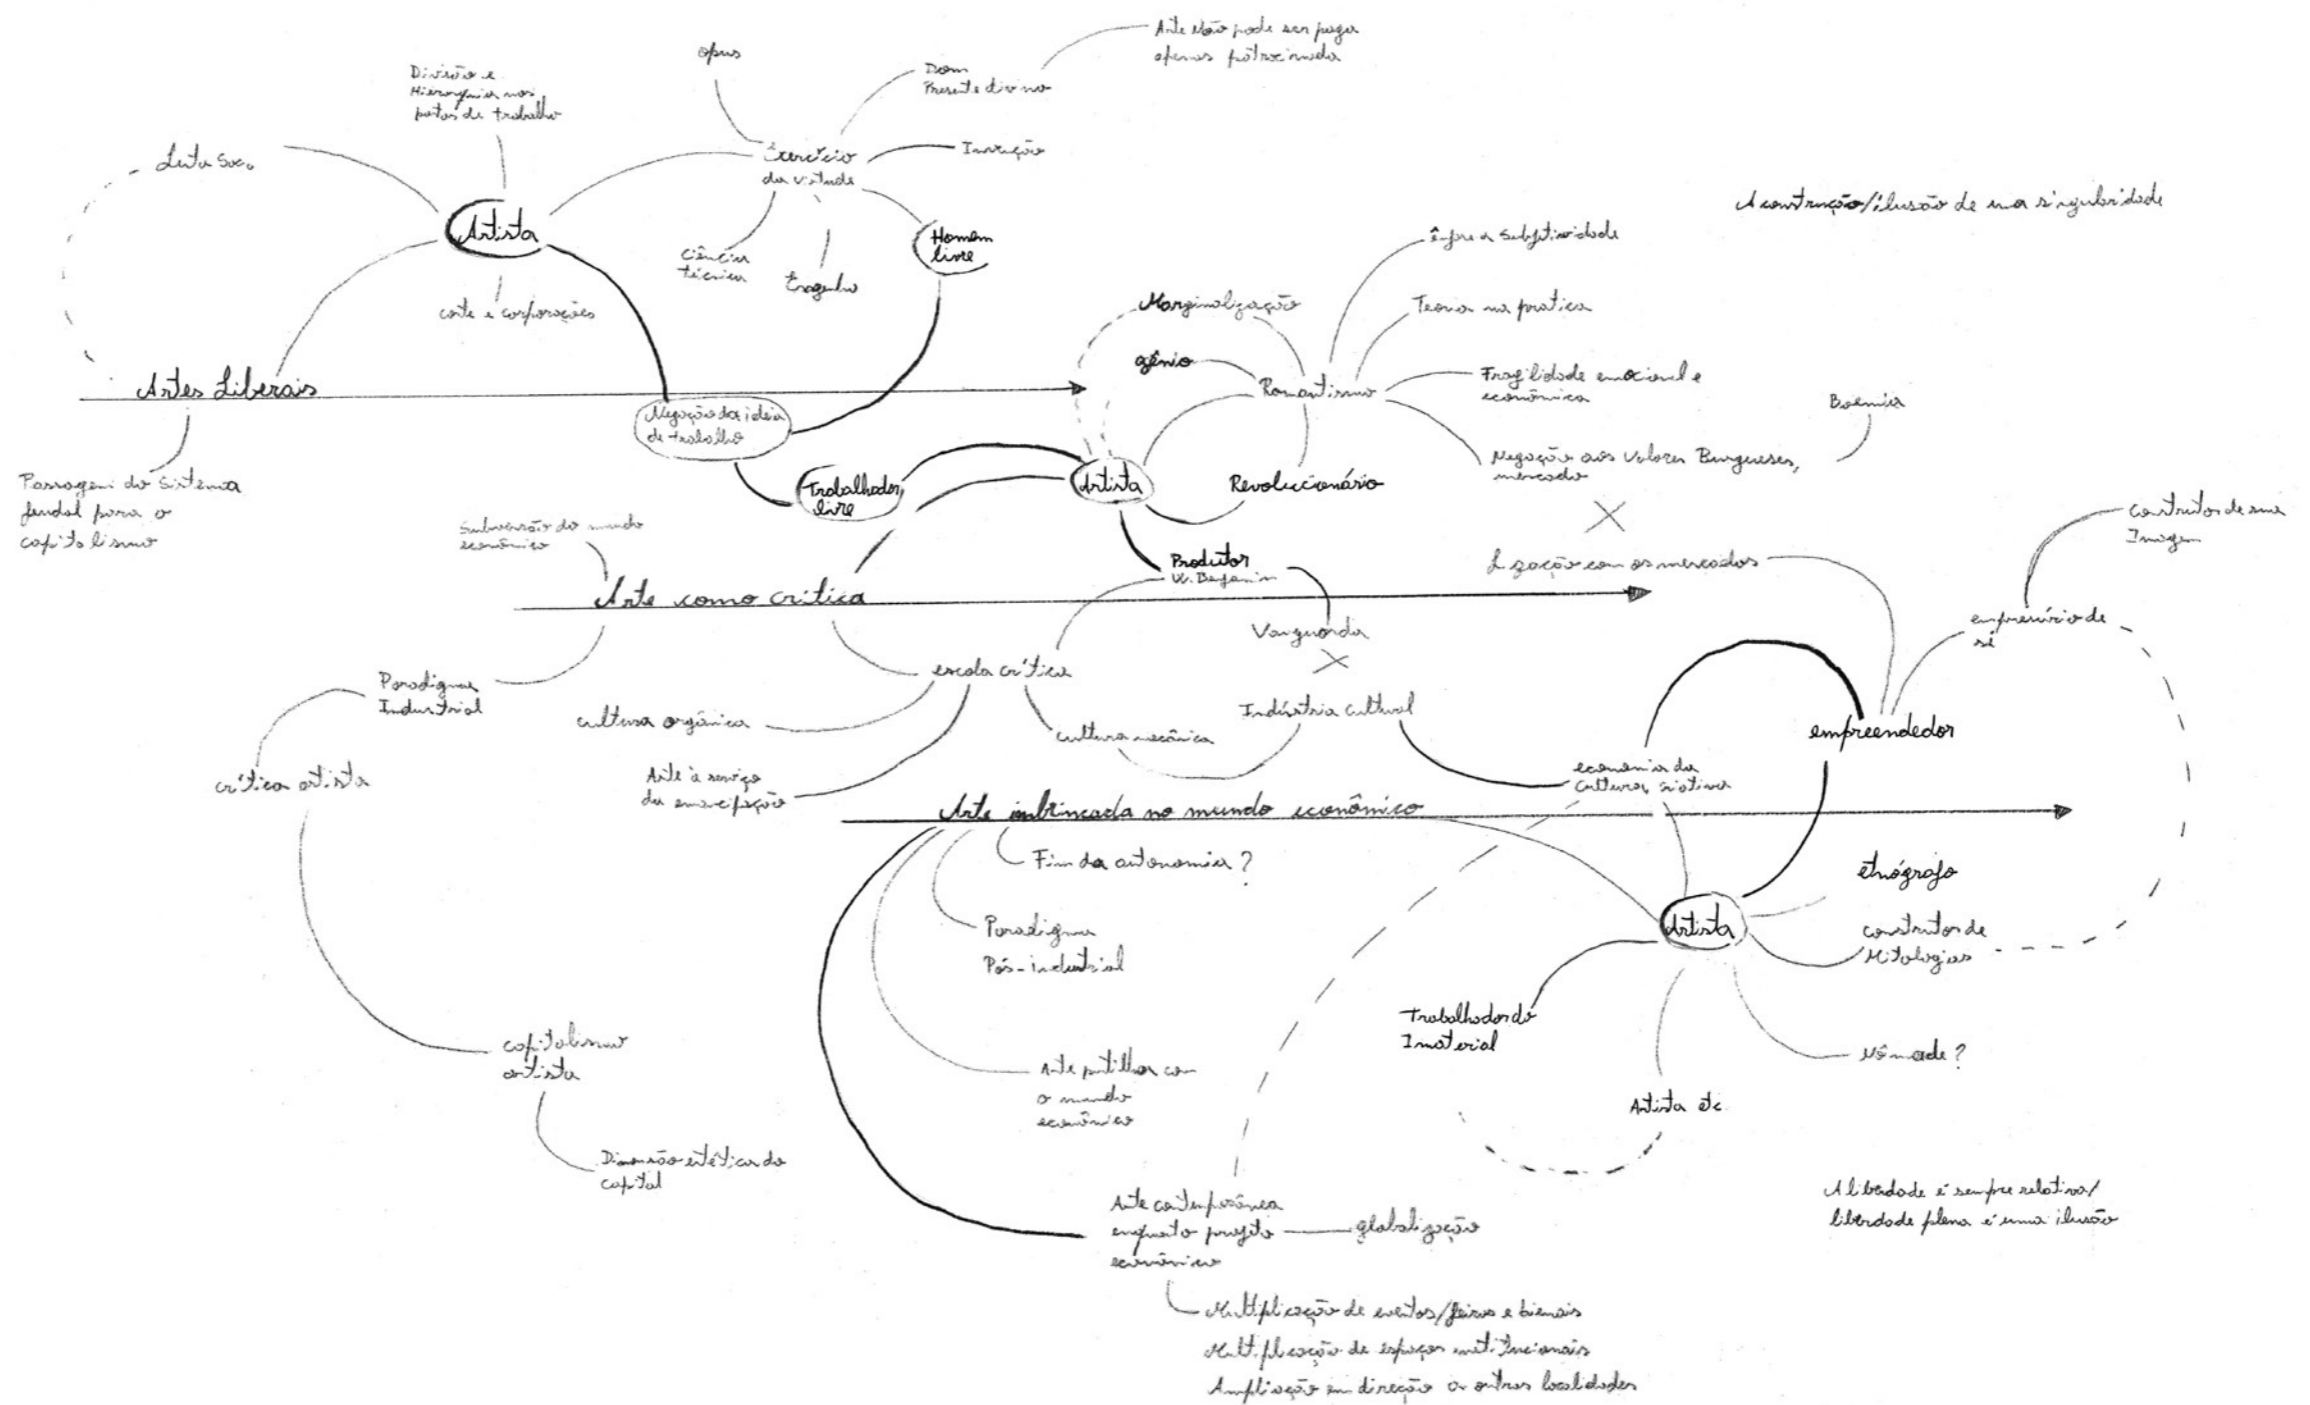 Arte Não pode ser paga
apenas patrocinada
opus
Dom
Presente divino
Divisão e
Hierarquia nos
postos de trabalho
Luta Soc.
Exercício
da virtude
Invenção
Artista
Homem
livre
Ciência
técnica
Engenho
corte e corporações
A construção/ilusão de uma singularidade
ênfase a Subjetividade
Marginalização
Teoria na pratica
gênio
Romantismo
Fragilidade emocional e
econômica
Boemia
Artes Liberais
Negação da ideia
de trabalho
Negação aos Valores Burgueses,
mercado
Passagem do Sistema
feudal para o
capitalismo
Trabalhador
livre
Artista
Revolucionário
X
Construtor de sua
Imagem
Subversão do mundo
econômico
Produtor
W. Benjamin
Ligação com os mercados
Arte como crítica
Vanguarda
X
empresário de
si
escola crítica
Paradigma
Industrial
cultura orgânica
Indústria Cultural
cultura mecânica
empreendedor
crítica artista
Arte à serviço
da emancipação
economia da
cultura, criativa
Arte imbrincada no mundo econômico
Fim da autonomia?
etnógrafo
Artista
construtor de
Mitologias
Paradigma
Pós-industrial
Trabalhador do
Imaterial
Nômade?
capitalismo
artista
Arte partilha com
o mundo
econômico
Artista etc.
Dimensão estética do
capital
Arte contemporânea
enquanto projeto
econômico
globalização
A liberdade é sempre relativa/
liberdade plena é uma ilusão
Multiplicação de eventos/feiras e bienais
Multiplicação de espaços institucionais
Ampliação em direção a outras localidades